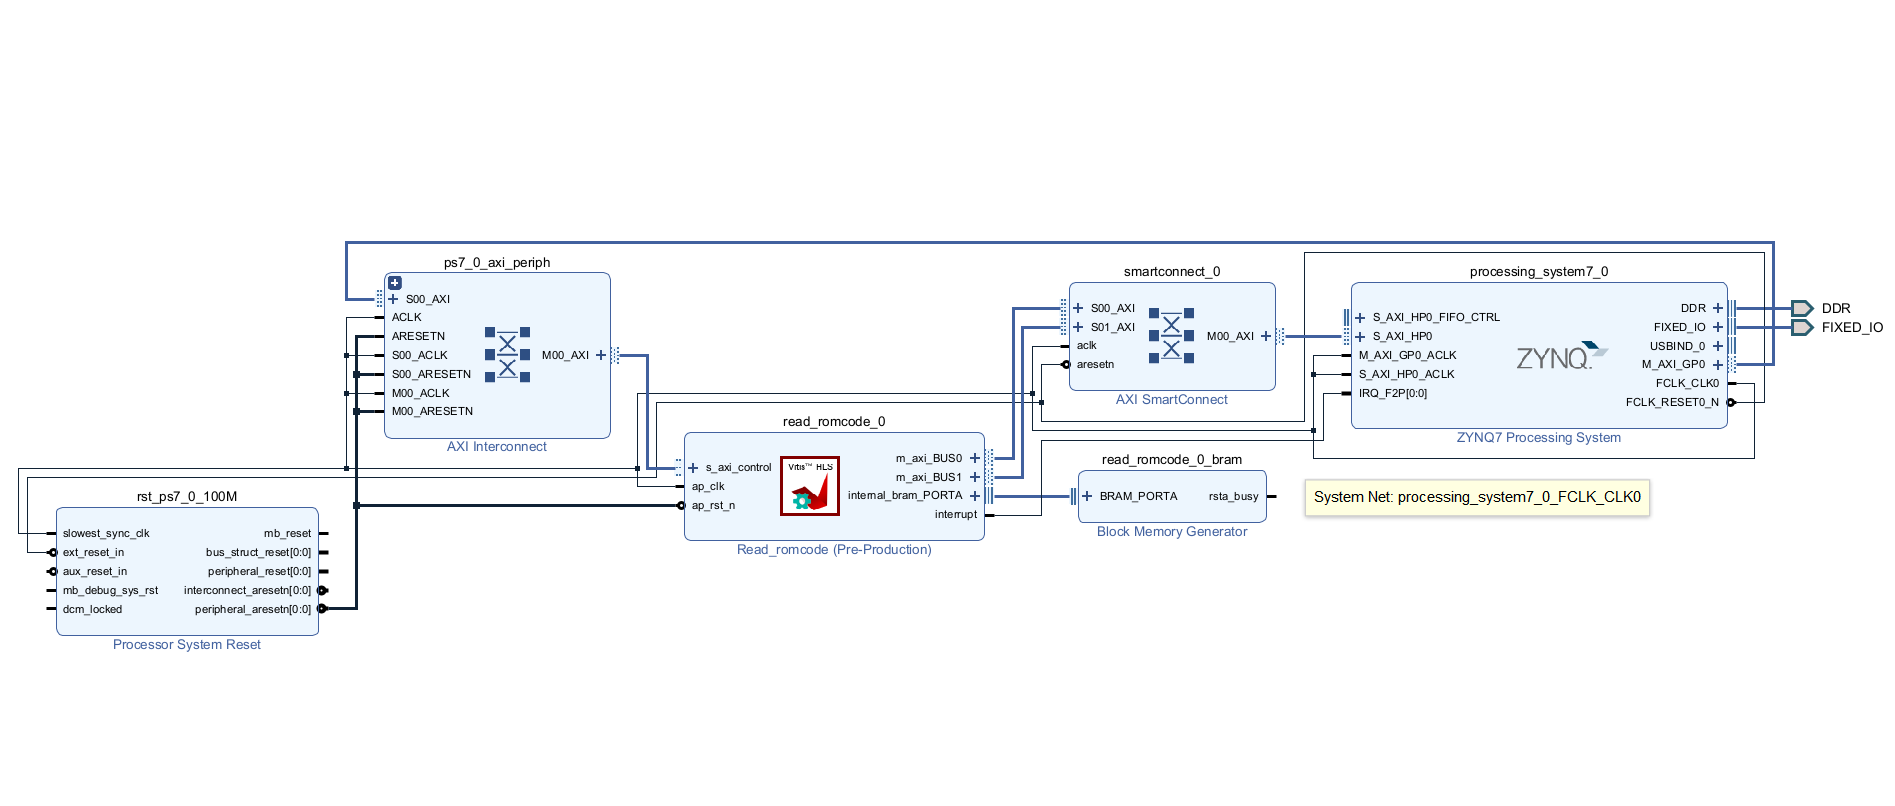 ps7_0_axi_periph
S00_AXI
ACLK
ARESETN
S00_ACLK
S00_ARESETN
M00_ACLK
M00_ARESETN
M00_AXI
AXI Interconnect
rst_ps7_0_100M
slowest_sync_clk
ext_reset_in
aux_reset_in
mb_debug_sys_rst
dcm_locked
mb_reset
bus_struct_reset[0:0]
peripheral_reset[0:0]
interconnect_aresetn[0:0]
peripheral_aresetn[0:0]
Processor System Reset
read_romcode_0
s_axi_control
ap_clk
ap_rst_n
Vitis™ HLS
m_axi_BUS0
m_axi_BUS1
internal_bram_PORTA
interrupt
Read_romcode (Pre-Production)
smartconnect_0
S00_AXI
S01_AXI
aclk
aresetn
M00_AXI
AXI SmartConnect
read_romcode_0_bram
BRAM_PORTA
rsta_busy
Block Memory Generator
processing_system7_0
S_AXI_HP0_FIFO_CTRL
S_AXI_HP0
M_AXI_GP0_ACLK
S_AXI_HP0_ACLK
IRQ_F2P[0:0]
ZYNQ.
DDR
FIXED_IO
USBIND_0
M_AXI_GP0
FCLK_CLK0
FCLK_RESET0_N
ZYNQ7 Processing System
DDR
FIXED_IO
System Net: processing_system7_0_FCLK_CLK0